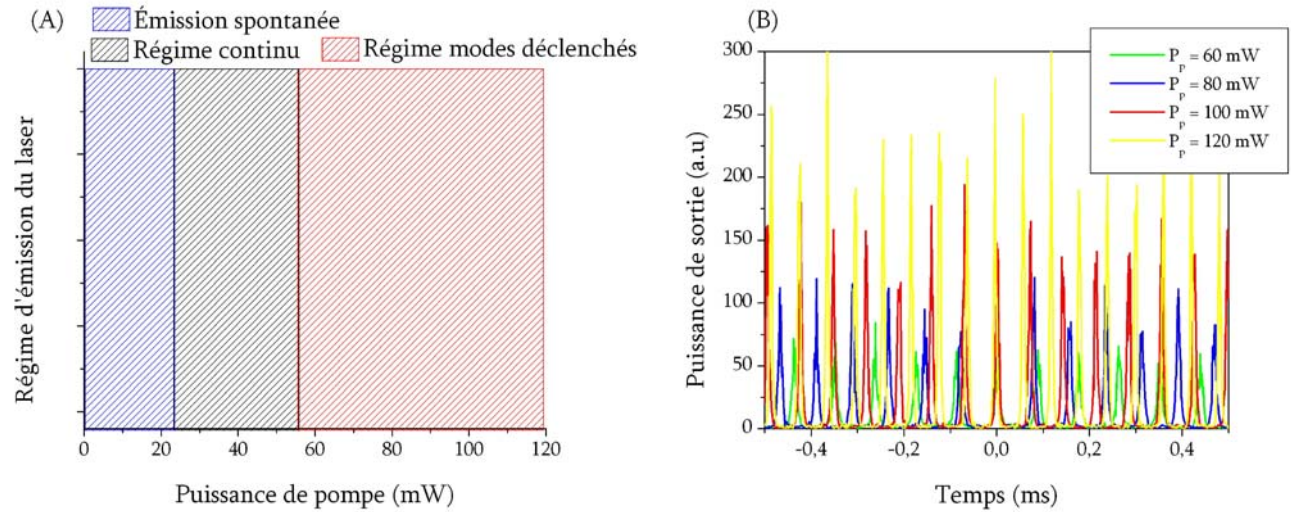 (A)
Émission spontanée
Régime continu
Régime modes déclenchés
Régime d'émission du laser
0 20 40 60 80 100 120
Puissance de pompe (mW)
(B)
300
250
200
150
100
50
0
Puissance de sortie (a.u)
P_p = 60 mW
P_p = 80 mW
P_p = 100 mW
P_p = 120 mW
-0,4 -0,2 0,0 0,2 0,4
Temps (ms)